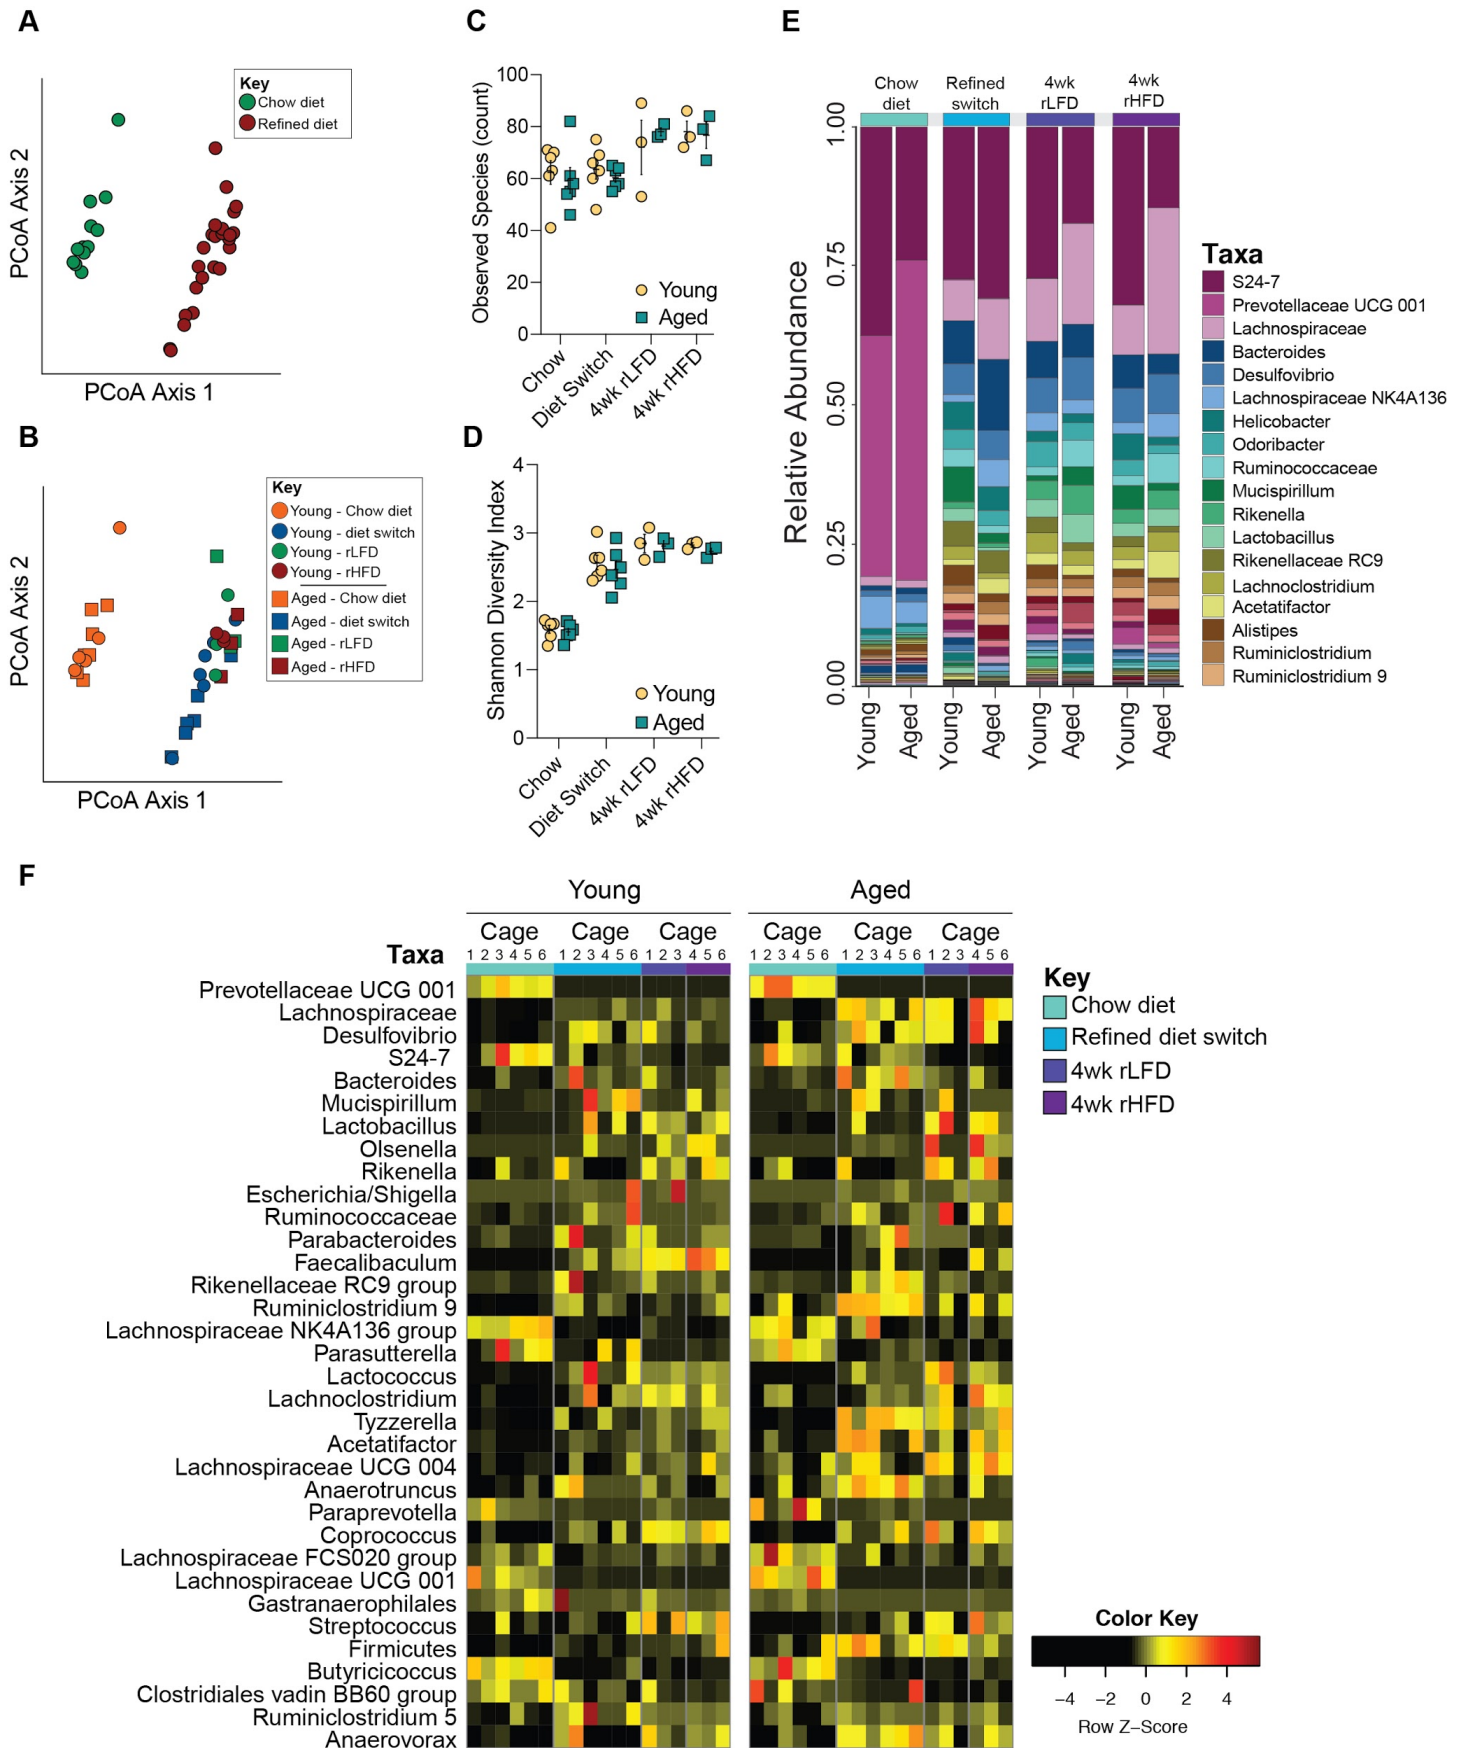 A
Key
Chow diet
Refined diet
PCoA Axis 2
PCoA Axis 1
B
Key
Young - Chow diet
Young - diet switch
Young - rLFD
Young - rHFD
Aged - Chow diet
Aged - diet switch
Aged - rLFD
Aged - rHFD
PCoA Axis 2
PCoA Axis 1
C
Observed Species (count)
100
80
60
40
20
0
Young
Aged
Chow
Diet Switch
4wk rLFD
4wk rHFD
D
Shannon Diversity Index
4
3
2
1
0
Young
Aged
Chow
Diet Switch
4wk rLFD
4wk rHFD
E
Chow
diet
Refined
switch
4wk
rLFD
4wk
rHFD
Relative Abundance
1.00
0.75
0.50
0.25
0.00
Young
Aged
Young
Aged
Young
Aged
Young
Aged
Taxa
S24-7
Prevotellaceae UCG 001
Lachnospiraceae
Bacteroides
Desulfovibrio
Lachnospiraceae NK4A136
Helicobacter
Odoribacter
Ruminococcaceae
Mucispirillum
Rikenella
Lactobacillus
Rikenellaceae RC9
Lachnoclostridium
Acetatifactor
Alistipes
Ruminiclostridium
Ruminiclostridium 9
F
Young
Aged
Taxa
Cage
Cage
Cage
Cage
Cage
Cage
1 2 3 4 5 6
1 2 3 4 5 6
1 2 3 4 5 6
1 2 3 4 5 6
1 2 3 4 5 6
1 2 3 4 5 6
Prevotellaceae UCG 001
Lachnospiraceae
Desulfovibrio
S24-7
Bacteroides
Mucispirillum
Lactobacillus
Olsenella
Rikenella
Escherichia/Shigella
Ruminococcaceae
Parabacteroides
Faecalibaculum
Rikenellaceae RC9 group
Ruminiclostridium 9
Lachnospiraceae NK4A136 group
Parasutterella
Lactococcus
Lachnoclostridium
Tyzzerella
Acetatifactor
Lachnospiraceae UCG 004
Anaerotruncus
Paraprevotella
Coprococcus
Lachnospiraceae FCS020 group
Lachnospiraceae UCG 001
Gastranaerophilales
Streptococcus
Firmicutes
Butyricicoccus
Clostridiales vadin BB60 group
Ruminiclostridium 5
Anaerovorax
Key
Chow diet
Refined diet switch
4wk rLFD
4wk rHFD
Color Key
−4 −2 0 2 4
Row Z−Score